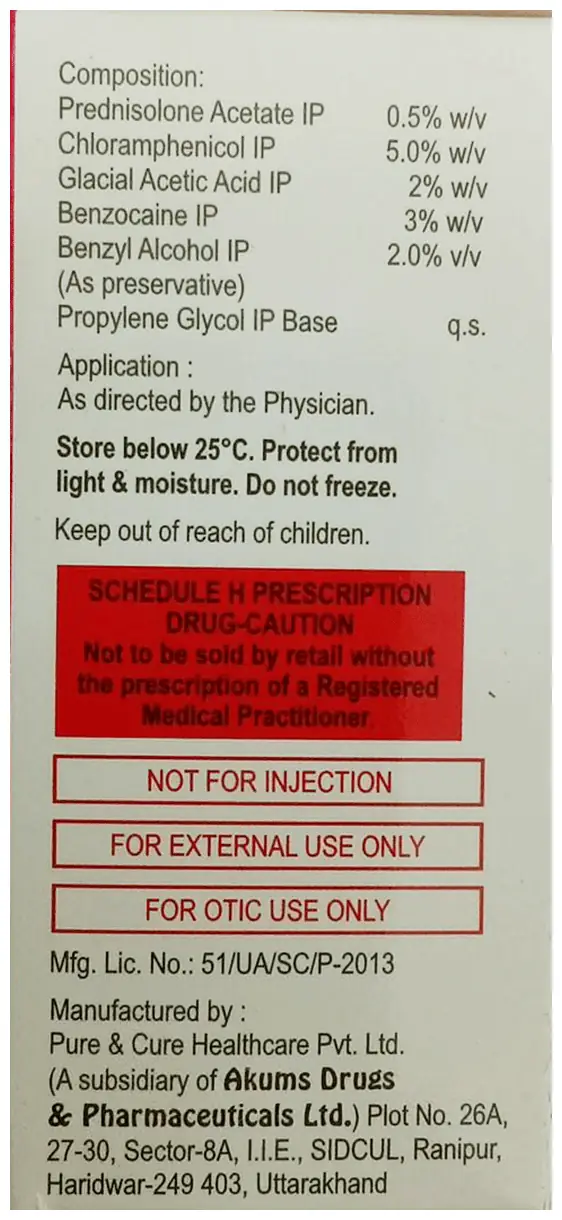 Composition:
Prednisolone Acetate IP 0.5% w/v
Chloramphenicol IP 5.0% w/v
Glacial Acetic Acid IP 2% w/v
Benzocaine IP 3% w/v
Benzyl Alcohol IP 2.0% v/v
(As preservative)
Propylene Glycol IP Base q.s.
Application :
As directed by the Physician.
Store below 25°C. Protect from
light & moisture. Do not freeze.
Keep out of reach of children.
SCHEDULE H PRESCRIPTION
DRUG-CAUTION
Not to be sold by retail without
the prescription of a Registered
Medical Practitioner.
NOT FOR INJECTION
FOR EXTERNAL USE ONLY
FOR OTIC USE ONLY
Mfg. Lic. No.: 51/UA/SC/P-2013
Manufactured by :
Pure & Cure Healthcare Pvt. Ltd.
(A subsidiary of Akums Drugs
& Pharmaceuticals Ltd.) Plot No. 26A,
27-30, Sector-8A, I.I.E., SIDCUL, Ranipur,
Haridwar-249 403, Uttarakhand